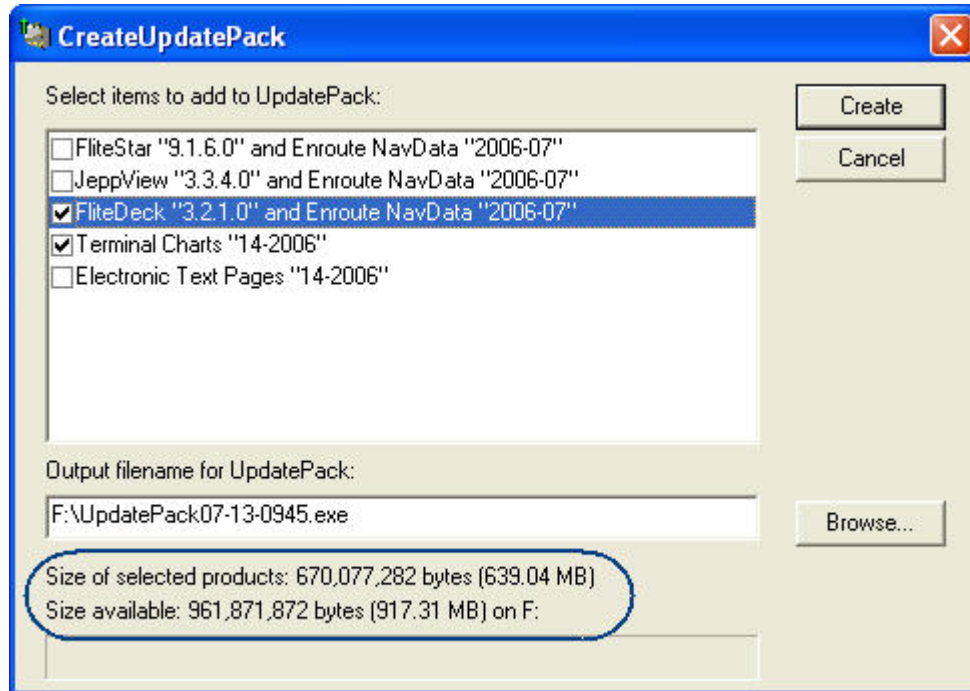 CreateUpdatePack
Select items to add to UpdatePack:
Create
Cancel
FliteStar "9.1.6.0" and Enroute NavData "2006-07"
JeppView "3.3.4.0" and Enroute NavData "2006-07"
FliteDeck "3.2.1.0" and Enroute NavData "2006-07"
Terminal Charts "14-2006"
Electronic Text Pages "14-2006"
Output filename for UpdatePack:
F:\UpdatePack07-13-0945.exe
Browse...
Size of selected products: 670,077,282 bytes (639.04 MB)
Size available: 961,871,872 bytes (917.31 MB) on F: